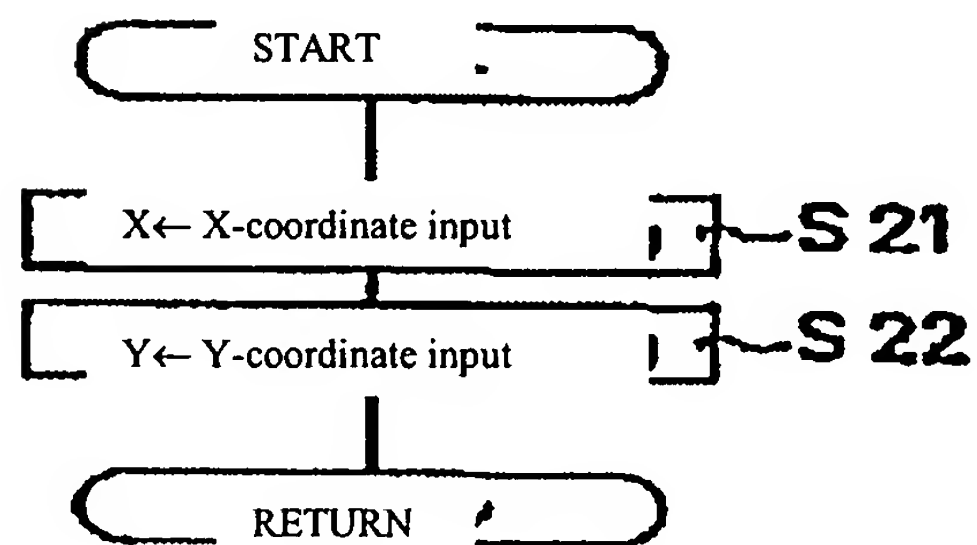 START
X← X-coordinate input
S 21
Y← Y-coordinate input
S 22
RETURN